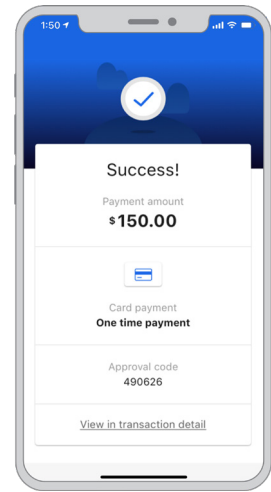 1:50
Success!
Payment amount
$150.00
Card payment
One time payment
Approval code
490626
View in transaction detail